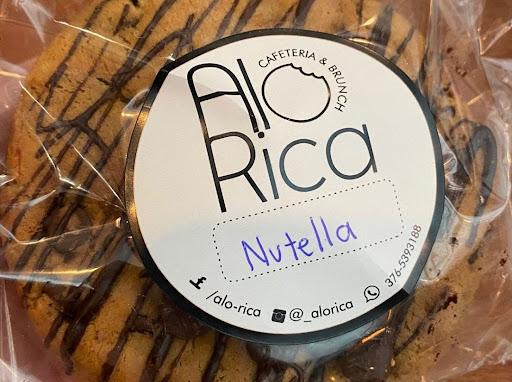 Alo
CAFETERIA & BRUNCH
Rica
Nutella
/alo-rica
@_alorica
376-5393188